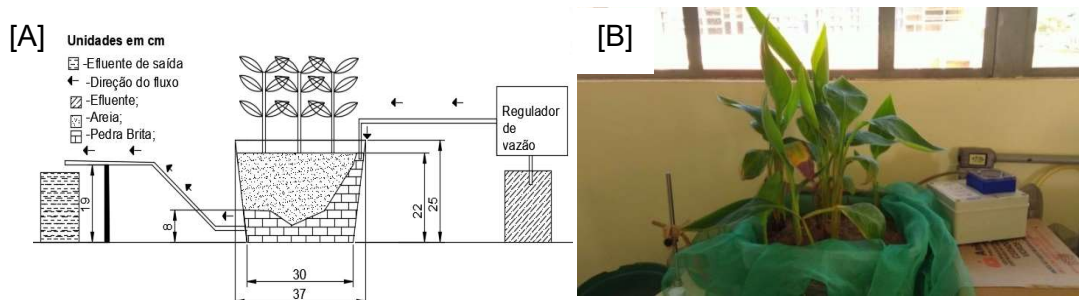 [A]
Unidades em cm
-Efluente de saída
-Direção do fluxo
-Efluente;
-Areia;
-Pedra Brita;
Regulador
de
vazão
19
8
22
25
30
37
[B]